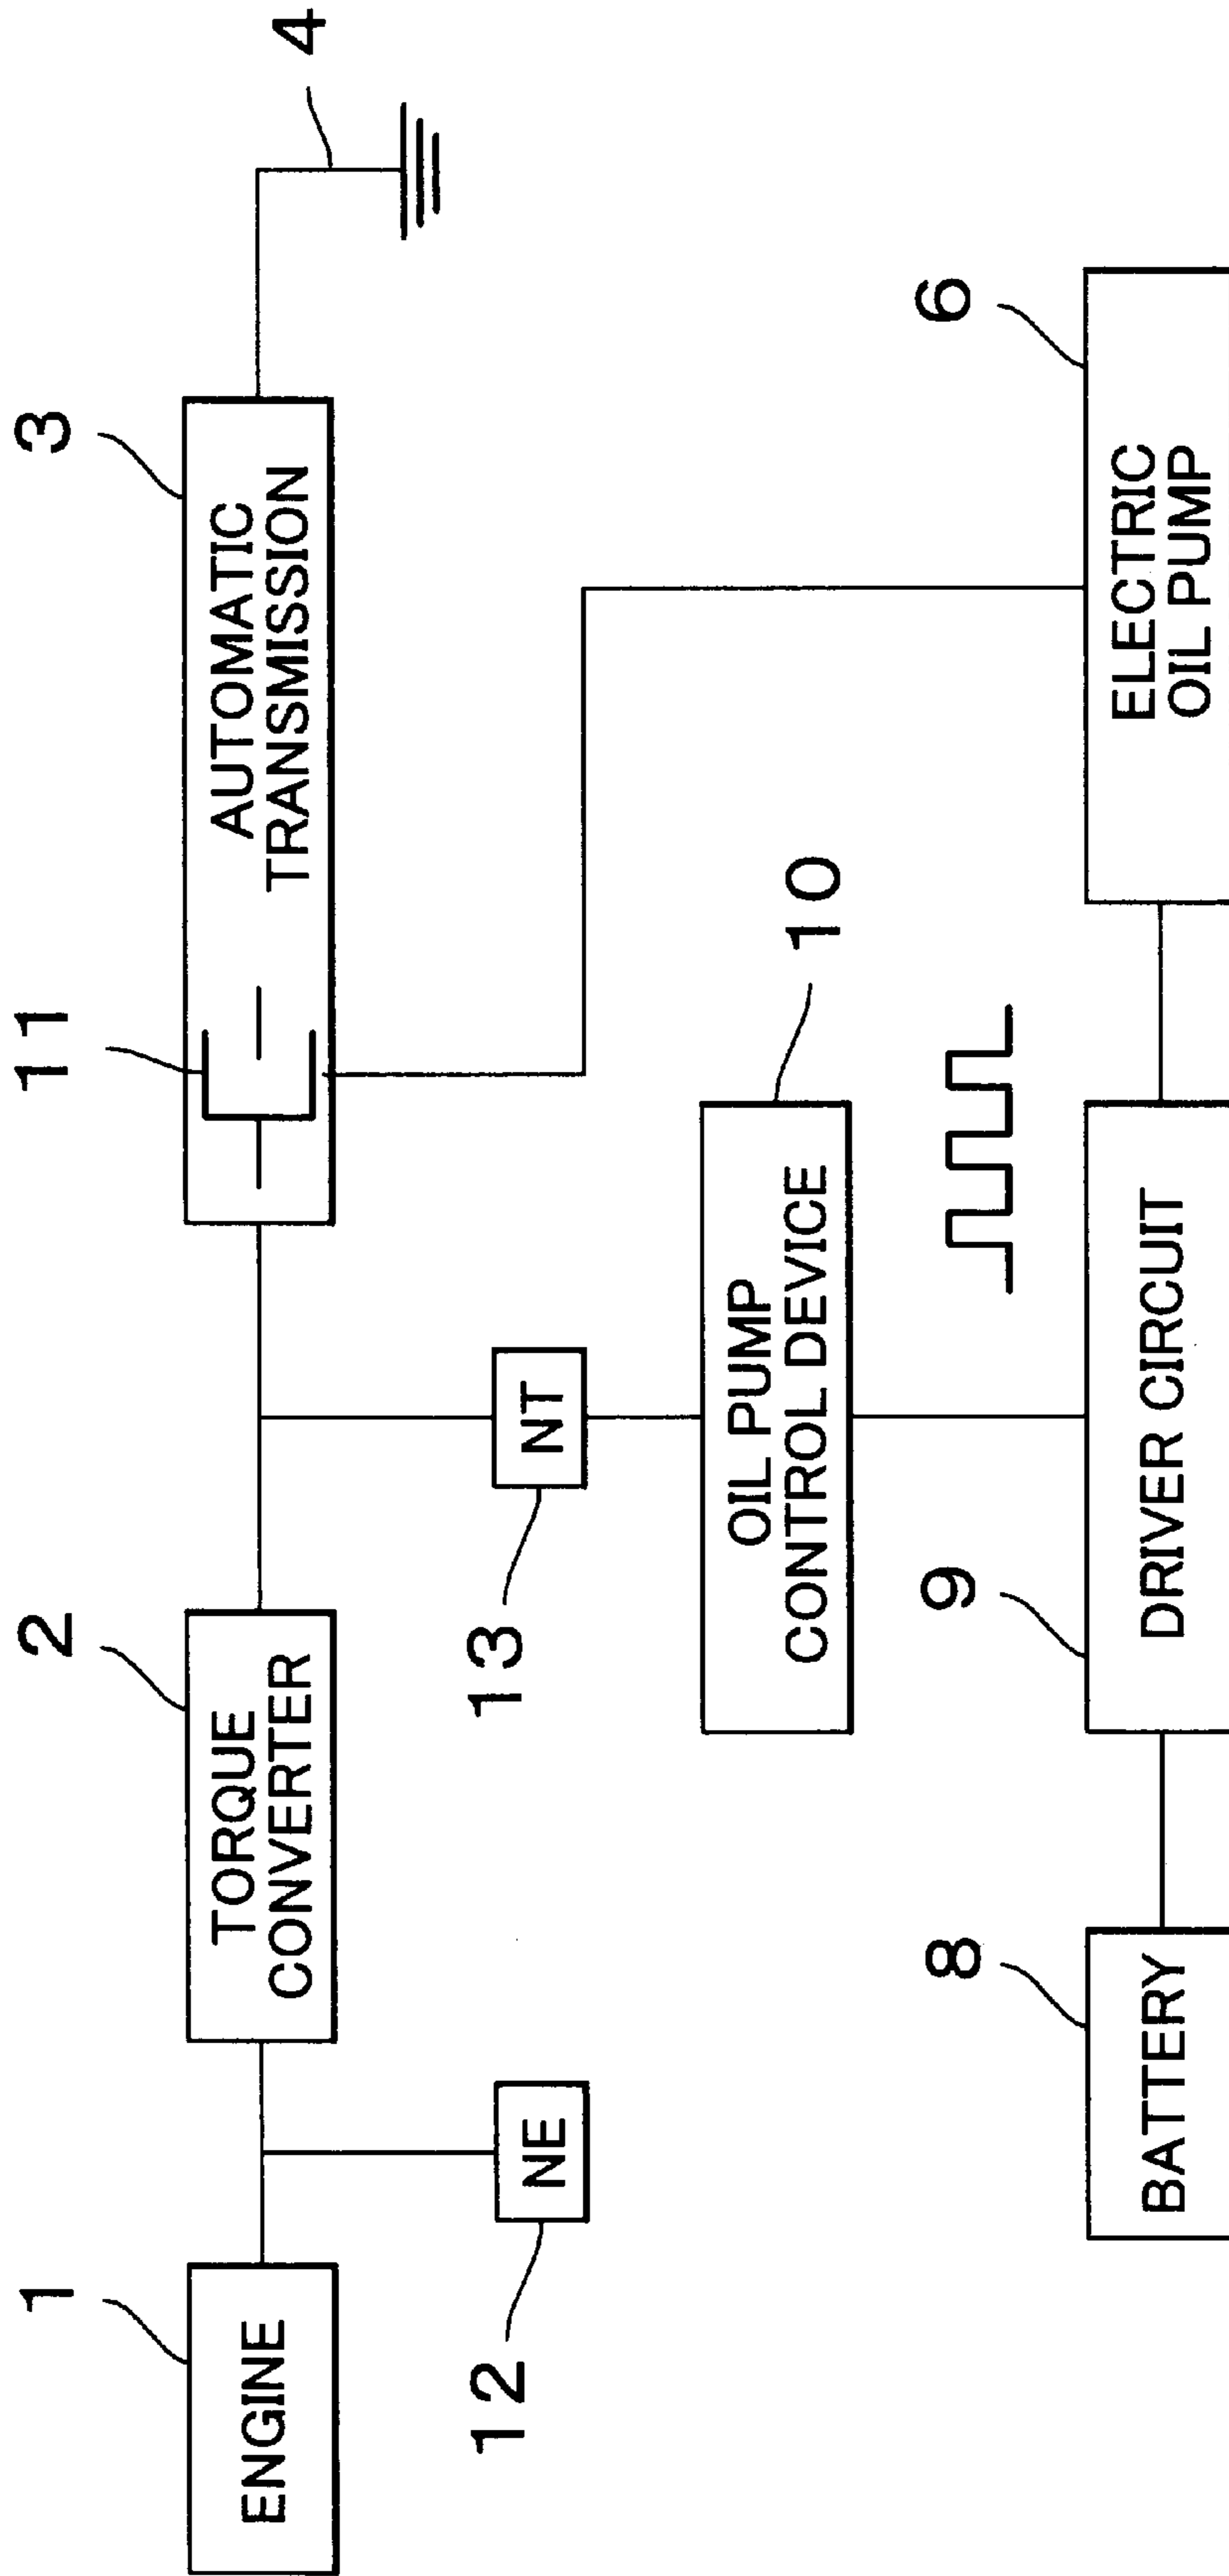 1
2
11
3
4
ENGINE
TORQUE
CONVERTER
AUTOMATIC
TRANSMISSION
12
NE
13
NT
10
OIL PUMP
CONTROL DEVICE
8
9
6
BATTERY
DRIVER CIRCUIT
ELECTRIC
OIL PUMP